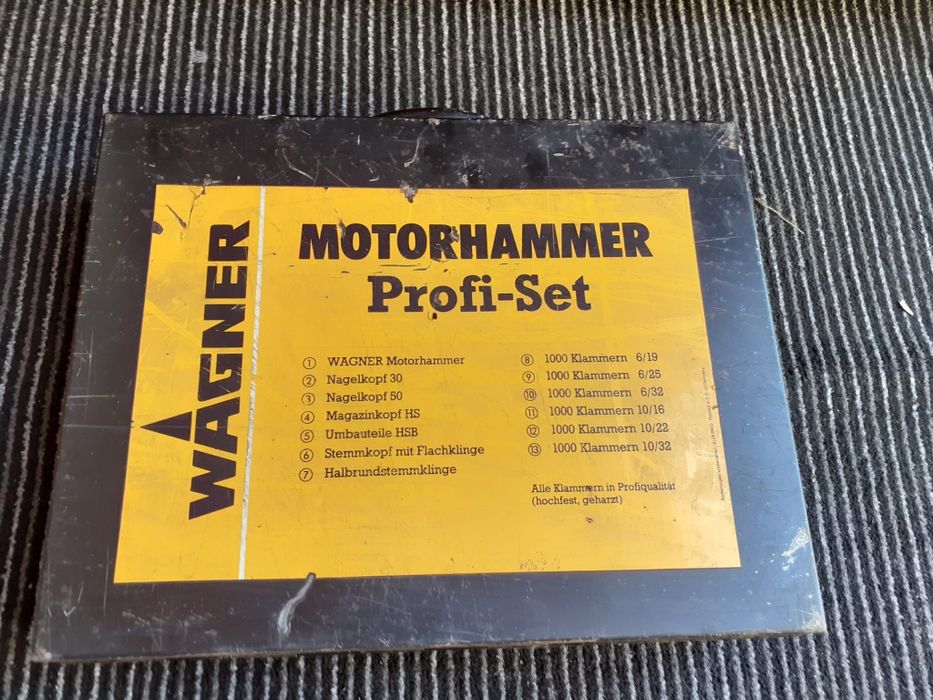 WAGNER
MOTORHAMMER
Profi-Set
1 WAGNER Motorhammer
2 Nagelkopf 30
3 Nagelkopf 50
4 Magazinkopf HS
5 Umbauteile HSB
6 Stemmkopf mit Flachklinge
7 Halbrundstemmklinge
8 1000 Klammern 6/19
9 1000 Klammern 6/25
10 1000 Klammern 6/32
11 1000 Klammern 10/16
12 1000 Klammern 10/22
13 1000 Klammern 10/32
Alle Klammern in Profiqualität
(hochfest, geharzt)